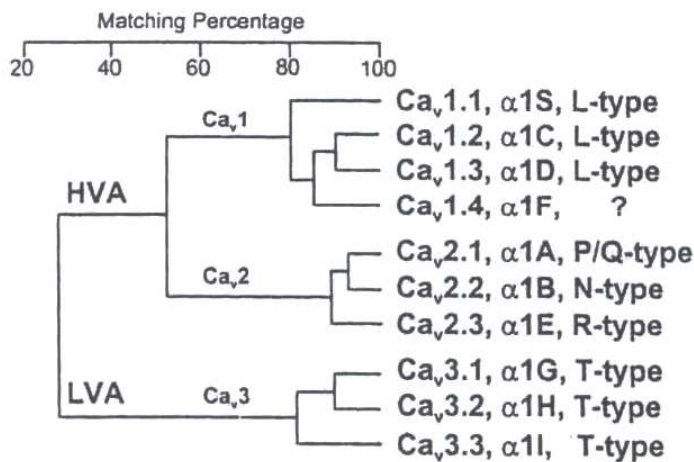 Matching Percentage
20 40 60 80 100
Caᵥ1
HVA
Caᵥ2
LVA
Caᵥ3
Caᵥ1.1, α1S, L-type
Caᵥ1.2, α1C, L-type
Caᵥ1.3, α1D, L-type
Caᵥ1.4, α1F, ?
Caᵥ2.1, α1A, P/Q-type
Caᵥ2.2, α1B, N-type
Caᵥ2.3, α1E, R-type
Caᵥ3.1, α1G, T-type
Caᵥ3.2, α1H, T-type
Caᵥ3.3, α1I, T-type